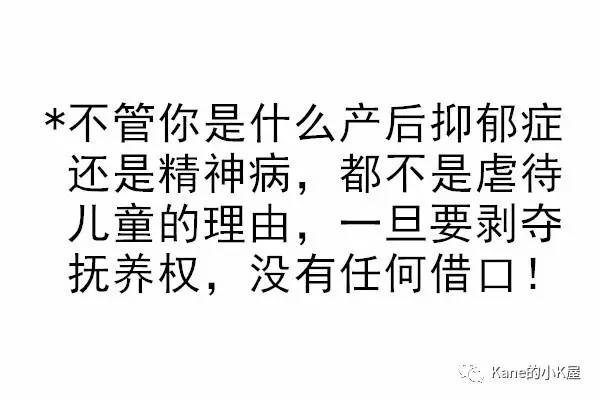 *不管你是什么产后抑郁症
还是精神病，都不是虐待
儿童的理由，一旦要剥夺
抚养权，没有任何借口！
Kane的小K屋